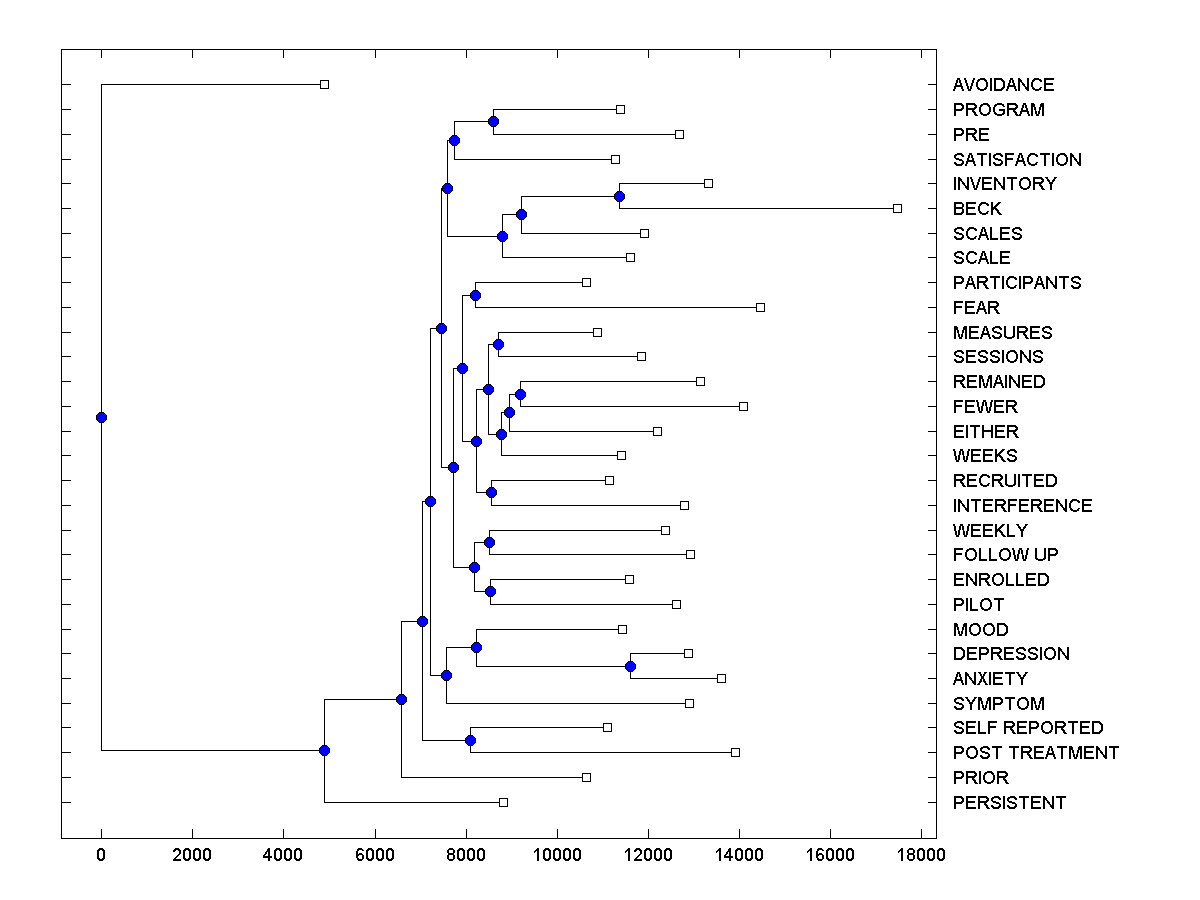 AVOIDANCE
PROGRAM
PRE
SATISFACTION
INVENTORY
BECK
SCALES
SCALE
PARTICIPANTS
FEAR
MEASURES
SESSIONS
REMAINED
FEWER
EITHER
WEEKS
RECRUITED
INTERFERENCE
WEEKLY
FOLLOW UP
ENROLLED
PILOT
MOOD
DEPRESSION
ANXIETY
SYMPTOM
SELF REPORTED
POST TREATMENT
PRIOR
PERSISTENT
0 2000 4000 6000 8000 10000 12000 14000 16000 18000